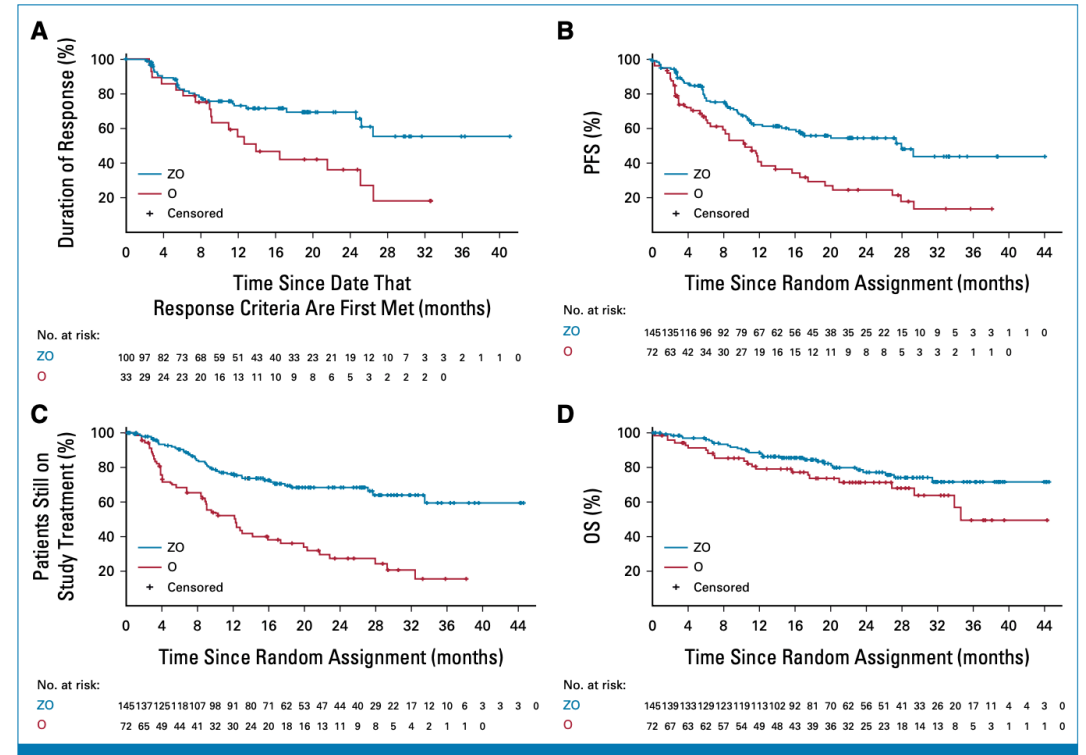 A
Duration of Response (%)
100
80
60
40
20
ZO
O
+ Censored
0 4 8 12 16 20 24 28 32 36 40
Time Since Date That
Response Criteria Are First Met (months)
No. at risk:
ZO 100 97 82 73 68 59 51 43 40 33 23 21 19 12 10 7 3 3 2 1 1 0
O 33 29 24 23 20 16 13 11 10 9 8 6 5 3 2 2 2 0
B
PFS (%)
100
80
60
40
20
ZO
O
+ Censored
0 4 8 12 16 20 24 28 32 36 40 44
Time Since Random Assignment (months)
No. at risk:
ZO 145 135 116 96 92 79 67 62 56 45 38 35 25 22 15 10 9 5 3 3 1 1 0
O 72 63 42 34 30 27 19 16 15 12 11 9 8 8 5 3 3 2 1 1 0
C
Patients Still on
Study Treatment (%)
100
80
60
40
20
ZO
O
+ Censored
0 4 8 12 16 20 24 28 32 36 40 44
Time Since Random Assignment (months)
No. at risk:
ZO 145 137 125 118 107 98 91 80 71 62 53 47 44 40 29 22 17 12 10 6 3 3 3 0
O 72 65 49 44 41 32 30 24 20 18 16 13 11 9 8 5 4 2 1 1 0
D
OS (%)
100
80
60
40
20
ZO
O
+ Censored
0 4 8 12 16 20 24 28 32 36 40 44
Time Since Random Assignment (months)
No. at risk:
ZO 145 139 133 129 123 119 113 102 92 81 70 62 56 51 41 33 26 20 17 11 4 4 3 0
O 72 67 63 62 57 54 49 48 43 39 36 32 25 23 18 14 13 8 5 3 1 1 1 0